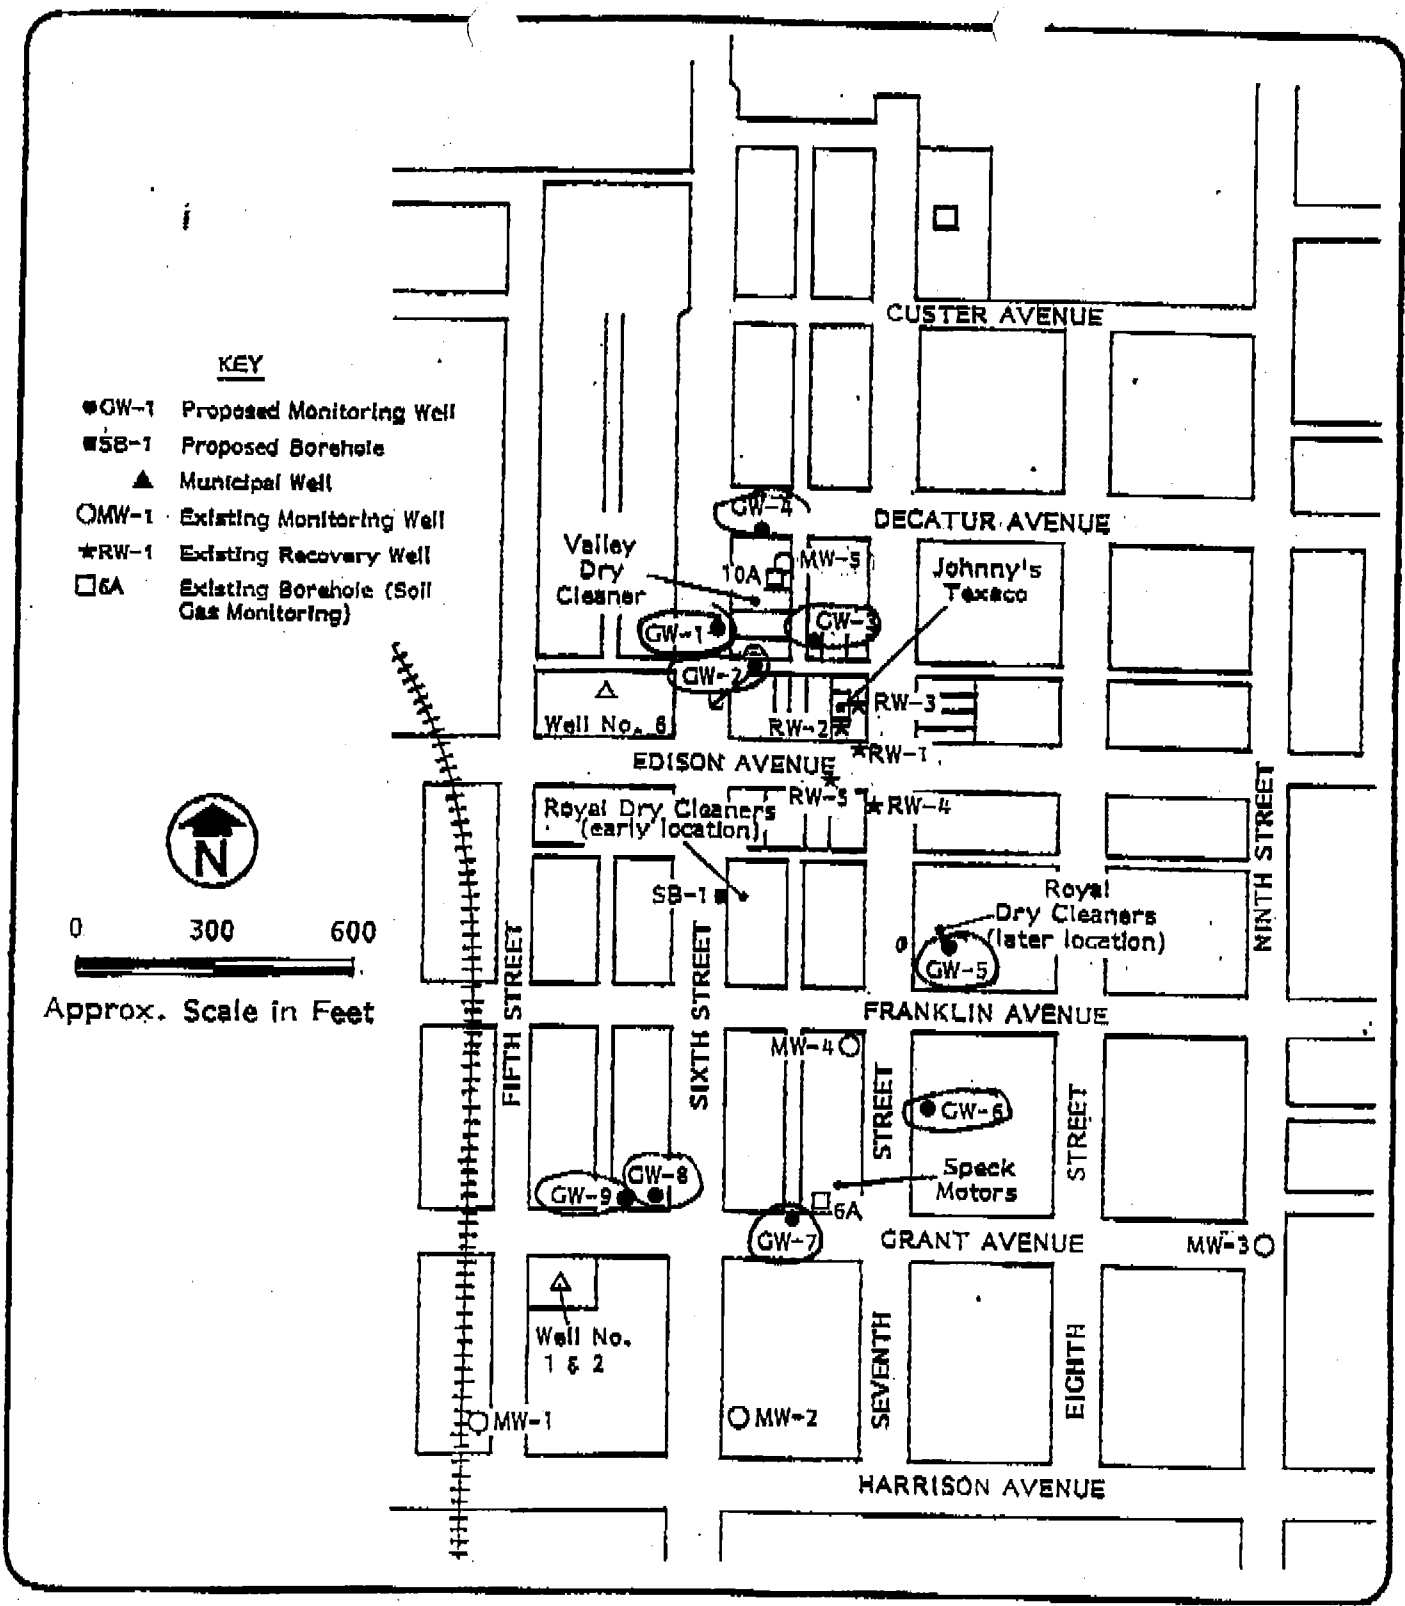 CUSTER AVENUE
KEY
GW-1 Proposed Monitoring Well
SB-1 Proposed Borehole
Municipal Well
MW-1 Existing Monitoring Well
RW-1 Existing Recovery Well
6A Existing Borehole (Soil
Gas Monitoring)
GW-4
DECATUR AVENUE
Valley
Dry
Cleaner
MW-5
10A
Johnny's
Texaco
GW-1
GW-3
GW-2
Well No. 6
RW-3
RW-2
RW-1
EDISON AVENUE
RW-5
RW-4
Royal Dry Cleaners
(early location)
N
SB-1
Royal
Dry Cleaners
(later location)
GW-5
0 300 600
Approx. Scale in Feet
FIFTH STREET
SIXTH STREET
NINTH STREET
FRANKLIN AVENUE
MW-4
STREET
STREET
GW-6
GW-8
GW-9
Speck
Motors
6A
GW-7
GRANT AVENUE
MW-3
Well No.
1 & 2
SEVENTH
EIGHTH
MW-1
MW-2
HARRISON AVENUE